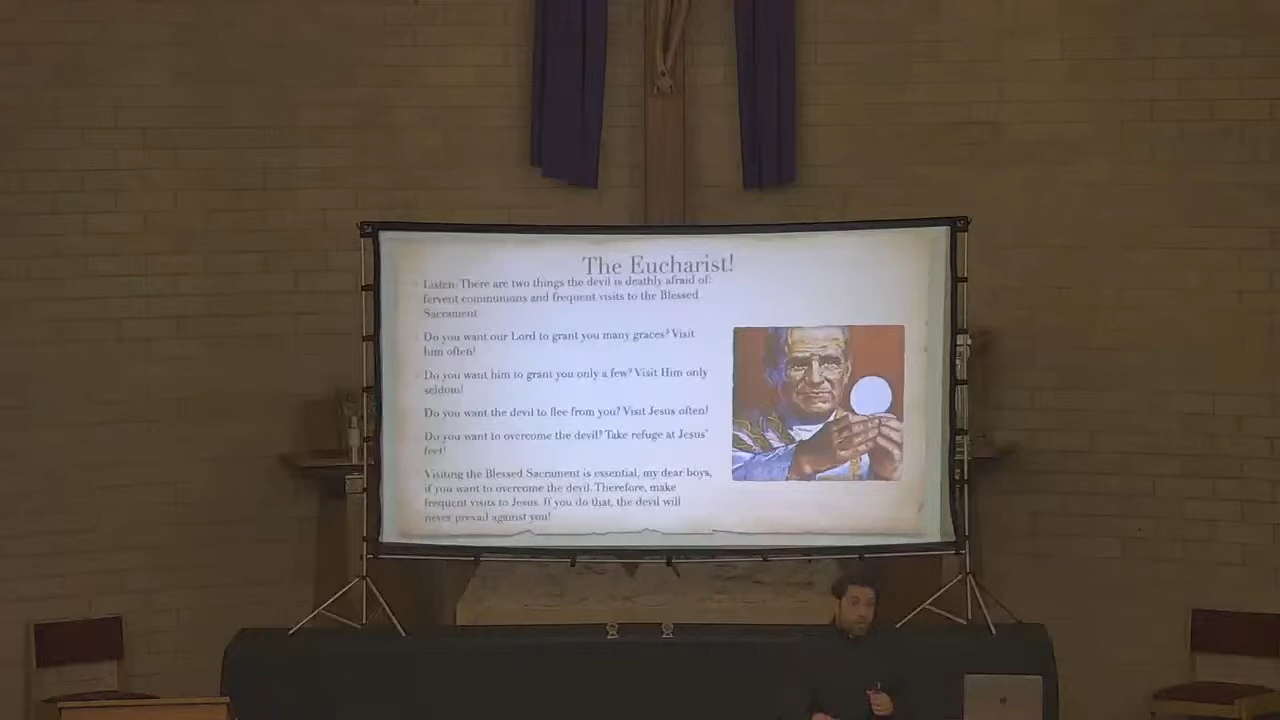 The Eucharist!
Listen: There are two things the devil is deathly afraid of:
fervent communions and frequent visits to the Blessed
Sacrament
Do you want our Lord to grant you many graces? Visit
him often!
Do you want him to grant you only a few? Visit Him only
seldom!
Do you want the devil to flee from you? Visit Jesus often!
Do you want to overcome the devil? Take refuge at Jesus'
feet!
Visiting the Blessed Sacrament is essential, my dear boys,
if you want to overcome the devil. Therefore, make
frequent visits to Jesus. If you do that, the devil will
never prevail against you!